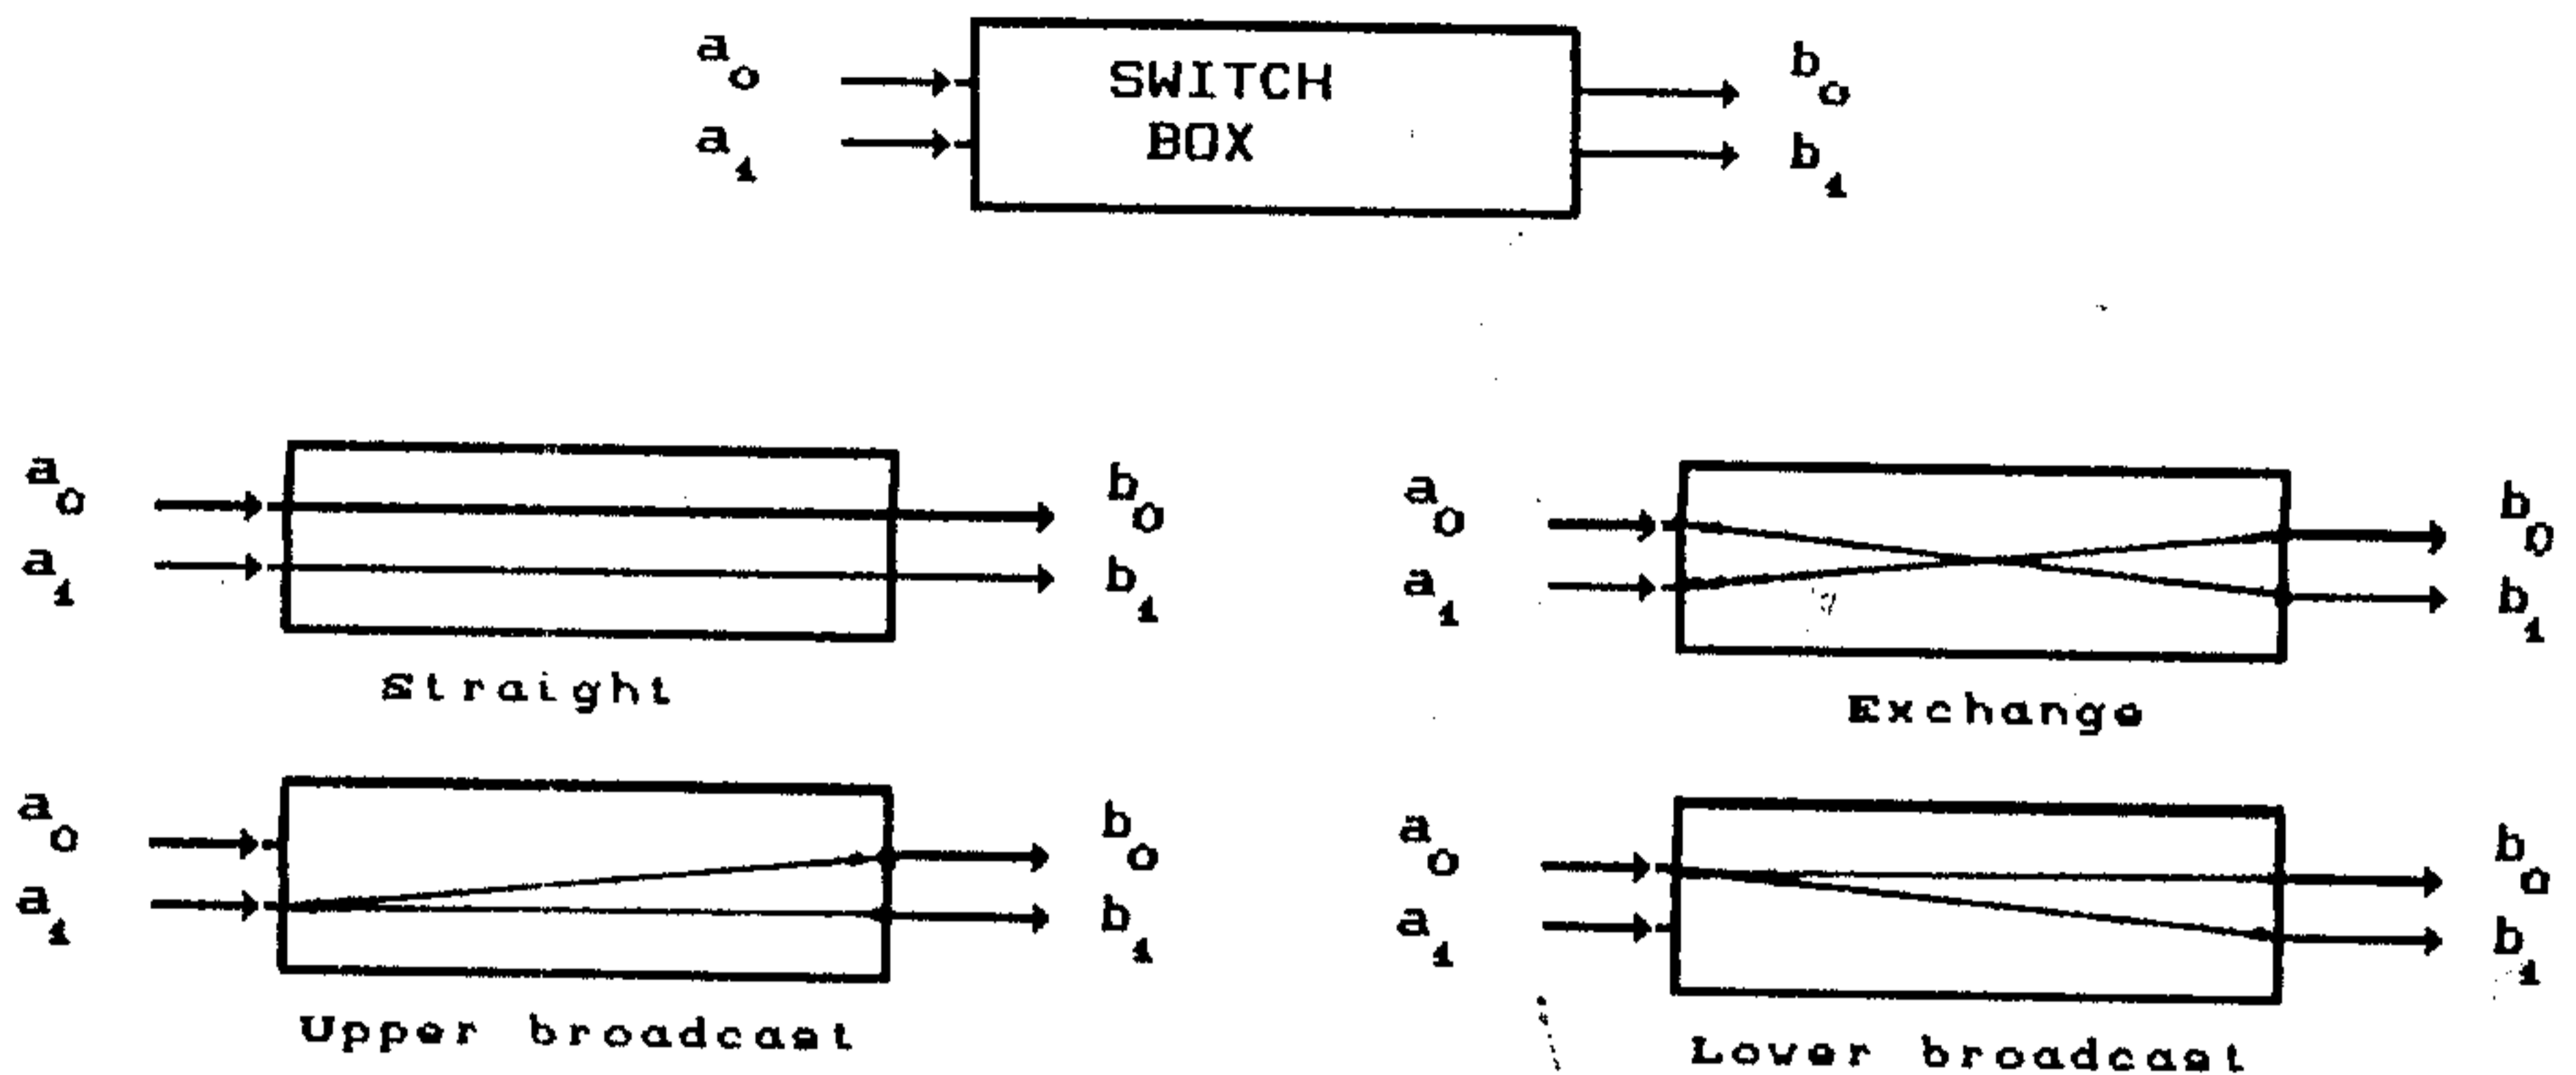 a0 SWITCH b0
a1 BOX b1
a0 b0 a0 b0
a1 b1 a1 b1
Straight Exchange
a0 b0 a0 b0
a1 b1 a1 b1
Upper broadcast Lower broadcast